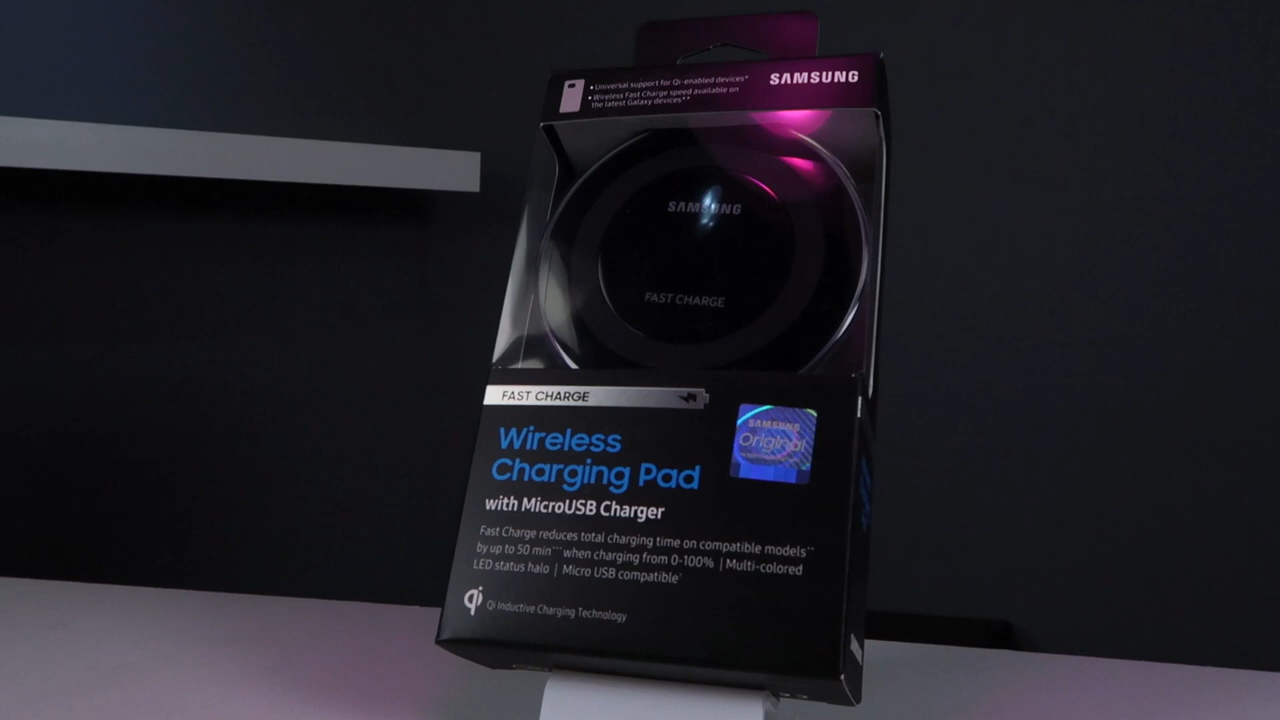 • Universal support for Qi-enabled devices*
SAMSUNG
• Wireless Fast Charge speed available on
the latest Galaxy devices**
SAMSUNG
FAST CHARGE
FAST CHARGE
SAMSUNG
Original
Wireless
Charging Pad
with MicroUSB Charger
Fast Charge reduces total charging time on compatible models**
by up to 50 min*** when charging from 0-100% | Multi-colored
LED status halo | Micro USB compatible†
Qi Inductive Charging Technology